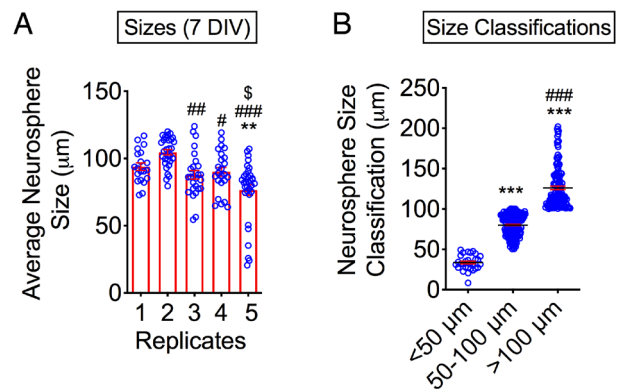 A
Sizes (7 DIV)
Average Neurosphere
Size (μm)
150
100
50
0
##
#
$
###
**
1 2 3 4 5
Replicates
B
Size Classifications
Neurosphere Size
Classification (μm)
250
200
150
100
50
0
***
###
***
<50 μm
50-100 μm
>100 μm